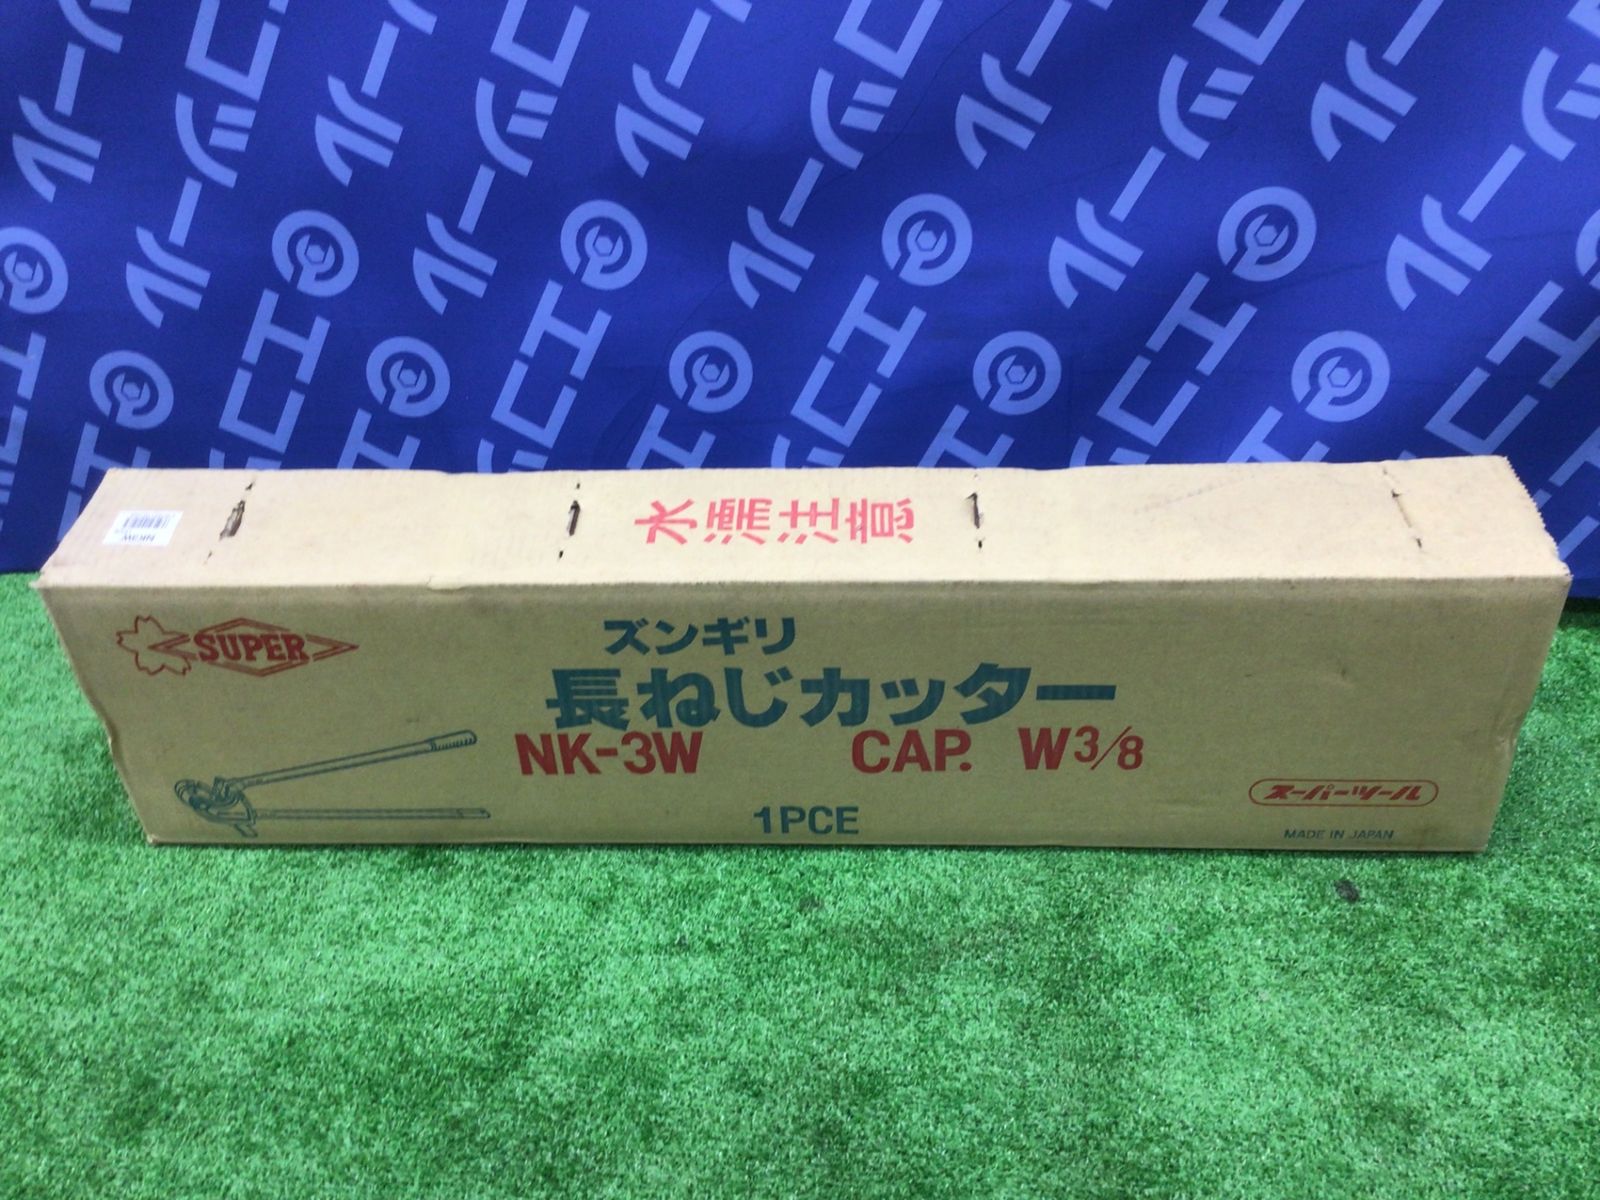 水濡注意
NK3W
SUPER
ズンギリ
長ねじカッター
NK-3W CAP. W3/8
1PCE
スーパーツール
MADE IN JAPAN